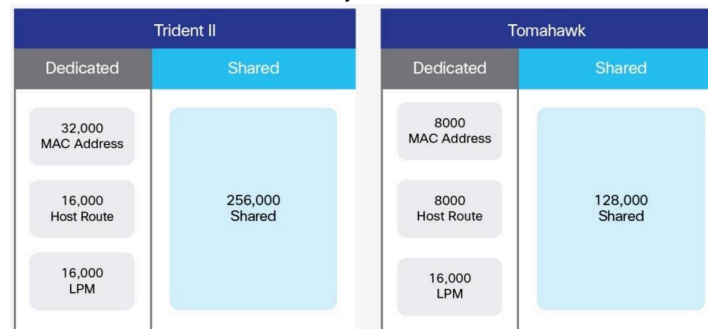 Trident II
Dedicated
Shared
32,000
MAC Address
16,000
Host Route
16,000
LPM
256,000
Shared
Tomahawk
Dedicated
Shared
8000
MAC Address
8000
Host Route
16,000
LPM
128,000
Shared